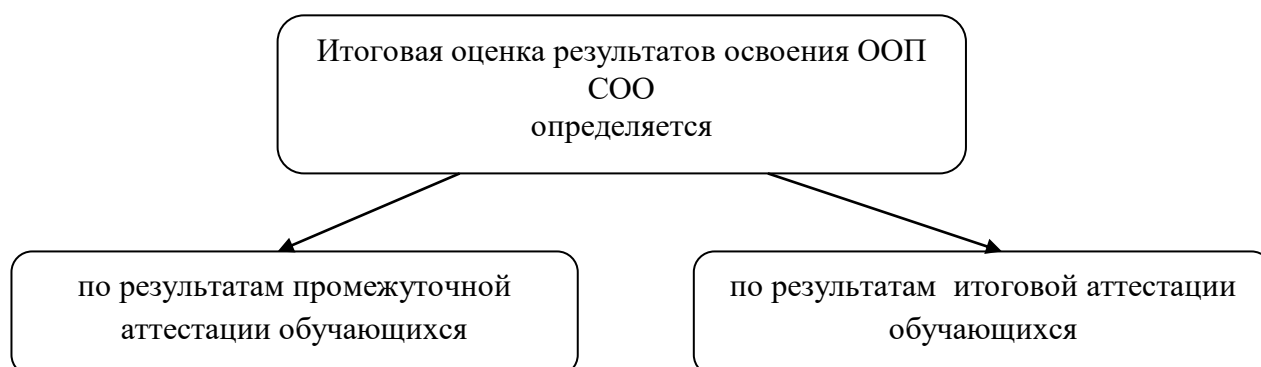 Итоговая оценка результатов освоения ООП
СОО
определяется
по результатам промежуточной
аттестации обучающихся
по результатам итоговой аттестации
обучающихся